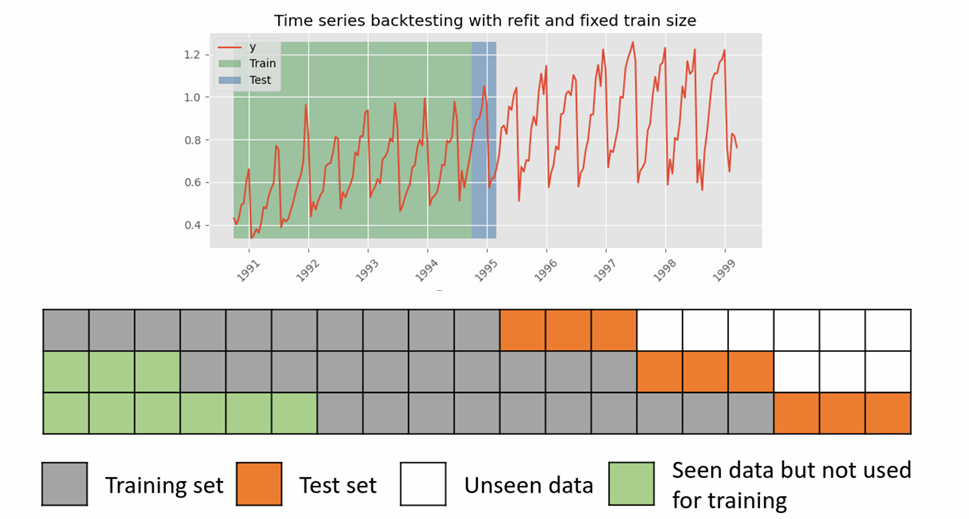 Time series backtesting with refit and fixed train size
y
Train
Test
1.2
1.0
0.8
0.6
0.4
1991
1992
1993
1994
1995
1996
1997
1998
1999
Training set
Test set
Unseen data
Seen data but not used
for training